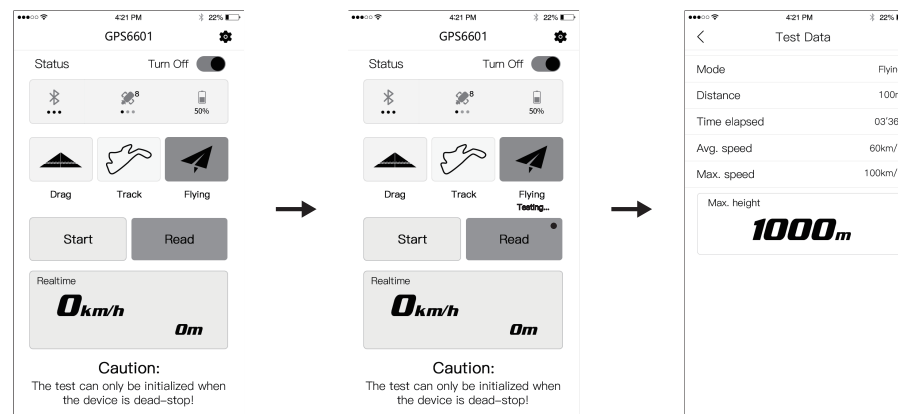 4:21 PM 22%
GPS6601
Status Turn Off
8
50%
Drag Track Flying
Start Read
Realtime
0km/h
0m
Caution:
The test can only be initialized when
the device is dead-stop!
4:21 PM 22%
GPS6601
Status Turn Off
8
50%
Drag Track Flying
Testing...
Start Read
Realtime
0km/h
0m
Caution:
The test can only be initialized when
the device is dead-stop!
4:21 PM 22%
Test Data
Mode Flyin
Distance 100
Time elapsed 03'36
Avg. speed 60km/
Max. speed 100km/
Max. height
1000m